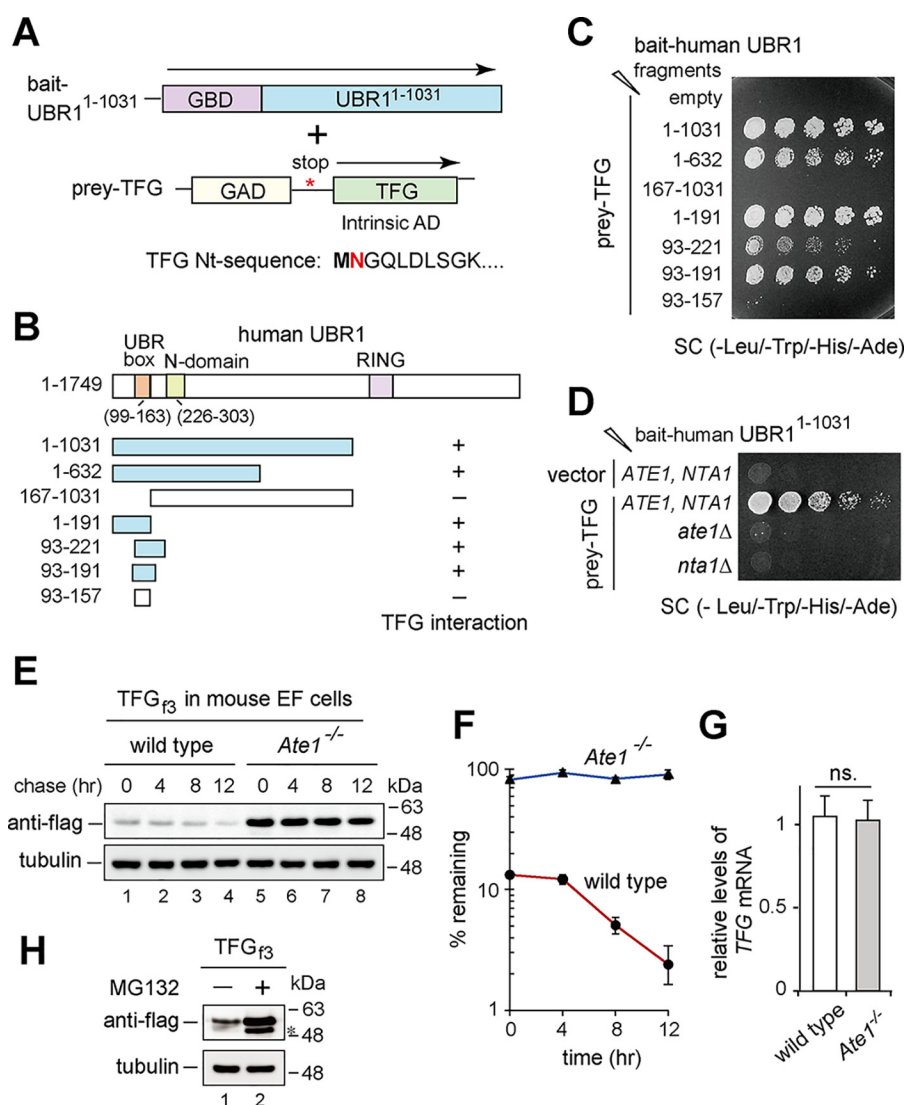 A
bait-
UBR1¹⁻¹⁰³¹
GBD
UBR1¹⁻¹⁰³¹
+
stop
*
prey-TFG
GAD
TFG
Intrinsic AD
TFG Nt-sequence: MNGQLDLSGK....
B
human UBR1
UBR
box
N-domain
RING
1-1749
(99-163)
(226-303)
1-1031 +
1-632 +
167-1031 –
1-191 +
93-221 +
93-191 +
93-157 –
TFG interaction
C
bait-human UBR1
fragments
prey-TFG
empty
1-1031
1-632
167-1031
1-191
93-221
93-191
93-157
SC (-Leu/-Trp/-His/-Ade)
D
bait-human UBR1¹⁻¹⁰³¹
vector ATE1, NTA1
prey-TFG
ATE1, NTA1
ate1Δ
nta1Δ
SC (- Leu/-Trp/-His/-Ade)
E
TFGf3 in mouse EF cells
wild type Ate1⁻/⁻
chase (hr) 0 4 8 12 0 4 8 12 kDa
anti-flag
63
48
tubulin
48
1 2 3 4 5 6 7 8
F
Ate1⁻/⁻
wild type
% remaining
100
10
1
0 4 8 12
time (hr)
G
ns.
relative levels of
TFG mRNA
1
0.5
0
wild type
Ate1⁻/⁻
H
TFGf3
MG132 – + kDa
anti-flag
63
*
48
tubulin
48
1 2